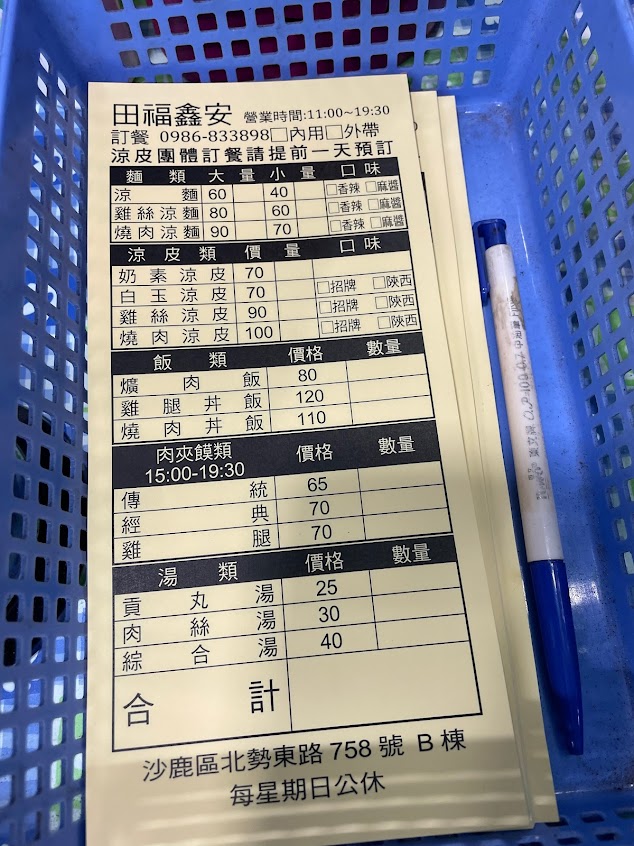 田福鑫安 營業時間:11:00~19:30
訂餐 0986-833898□內用□外帶
涼皮團體訂餐請提前一天預訂
麵類 大 量 小 量 口味
涼麵 60 40 □香辣 □麻醬
雞絲涼麵 80 60 □香辣 □麻醬
燒肉涼麵 90 70 □香辣 □麻醬
涼皮類 價 量 口味
奶素涼皮 70
白玉涼皮 70 □招牌 □陝西
雞絲涼皮 90 □招牌 □陝西
燒肉涼皮 100 □招牌 □陝西
飯類 價格 數量
爌肉飯 80
雞腿丼飯 120
燒肉丼飯 110
肉夾饃類 價格 數量
15:00-19:30
傳統 65
經典 70
雞腿 70
湯類 價格 數量
貢丸湯 25
肉絲湯 30
綜合湯 40
合計
沙鹿區北勢東路 758 號 B 棟
每星期日公休